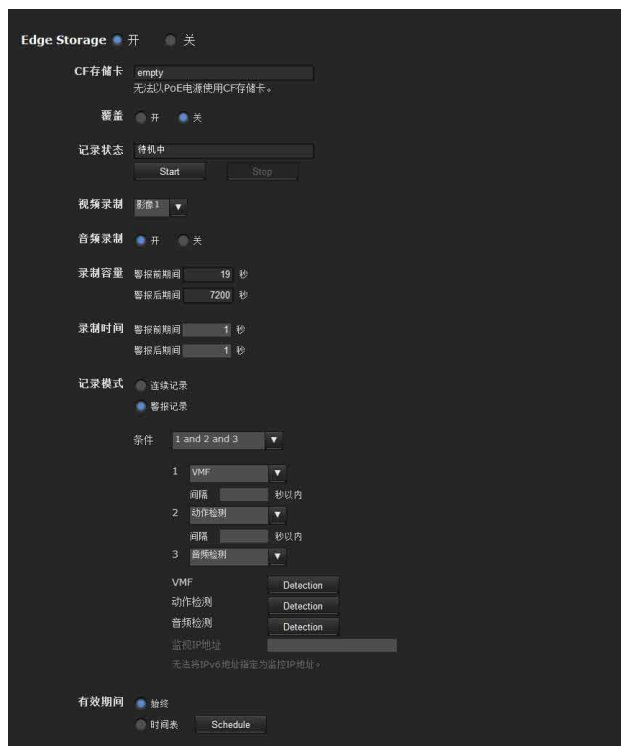 Edge Storage 开 关
CF存储卡 empty
无法以PoE电源使用CF存储卡。
覆盖 开 关
记录状态 待机中
Start Stop
视频录制 影像1
音频录制 开 关
录制容量 警报前期间 19 秒
警报后期间 7200 秒
录制时间 警报前期间 1 秒
警报后期间 1 秒
记录模式 连续记录
警报记录
条件 1 and 2 and 3
1 VMF
间隔 秒以内
2 动作检测
间隔 秒以内
3 音频检测
VMF Detection
动作检测 Detection
音频检测 Detection
监视IP地址
无法将IPv6地址指定为监控IP地址。
有效期间 始终
时间表 Schedule